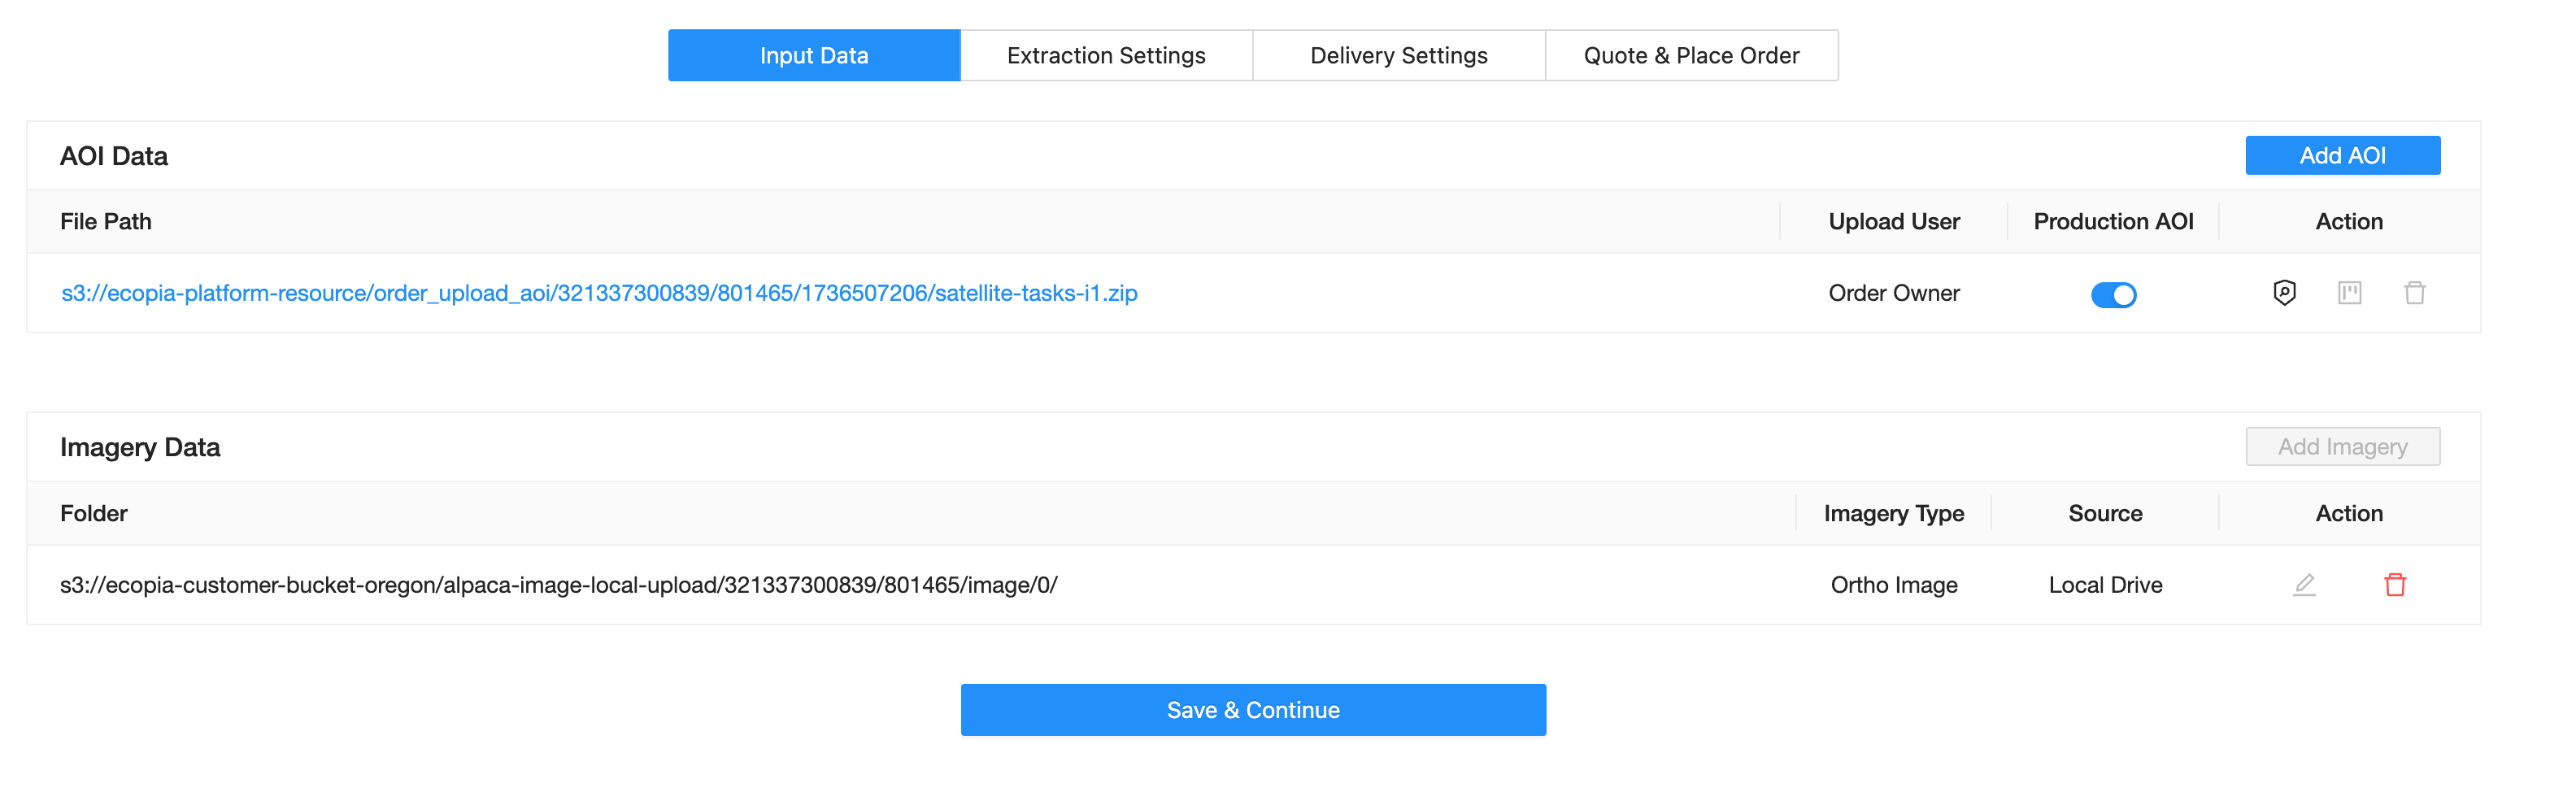 Input Data Extraction Settings Delivery Settings Quote & Place Order
AOI Data Add AOI
File Path Upload User Production AOI Action
s3://ecopia-platform-resource/order_upload_aoi/321337300839/801465/1736507206/satellite-tasks-i1.zip Order Owner
Imagery Data Add Imagery
Folder Imagery Type Source Action
s3://ecopia-customer-bucket-oregon/alpaca-image-local-upload/321337300839/801465/image/0/ Ortho Image Local Drive
Save & Continue